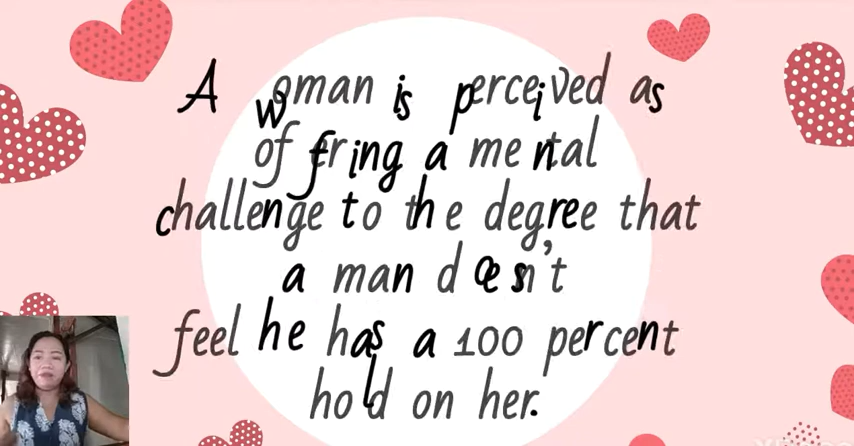 A woman is perceived as
offering a mental
challenge to the degree that
a man doesn't
feel he has a 100 percent
hold on her.